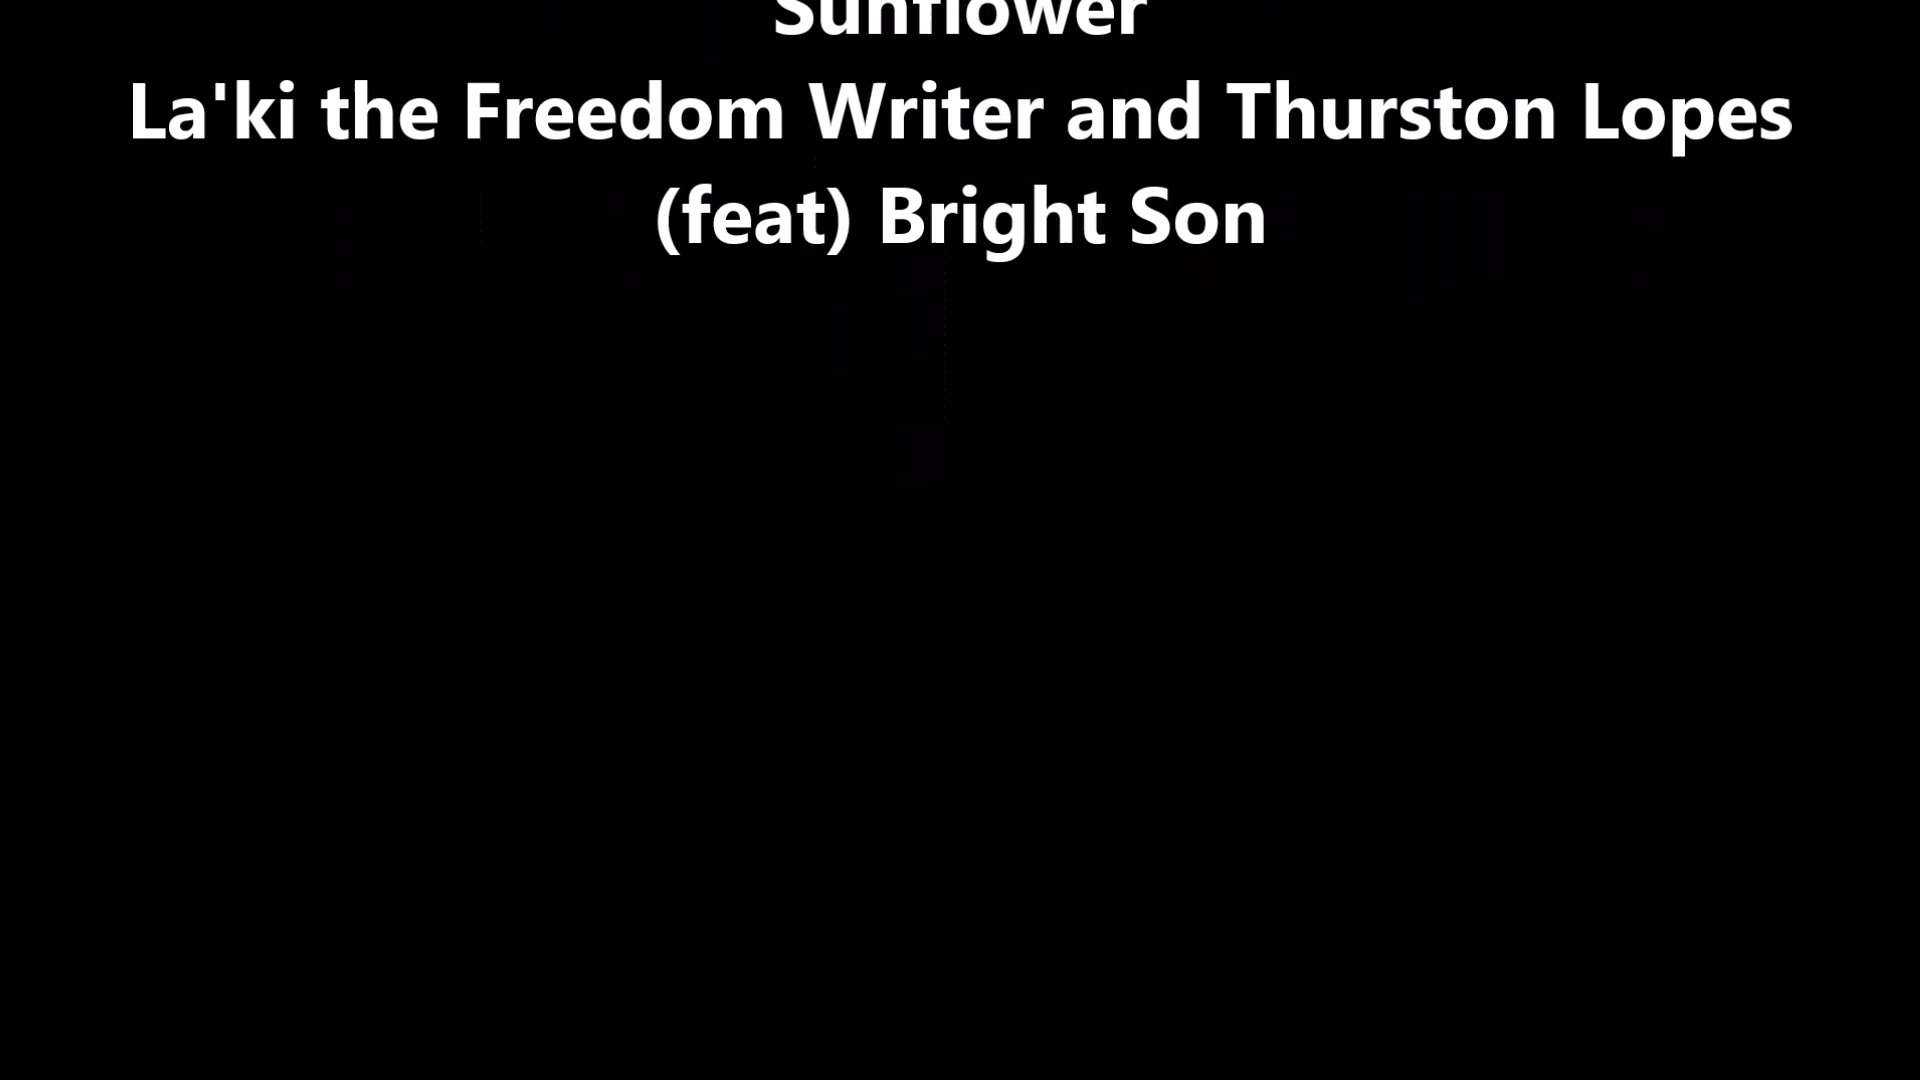 Sunflower
La'ki the Freedom Writer and Thurston Lopes
(feat) Bright Son